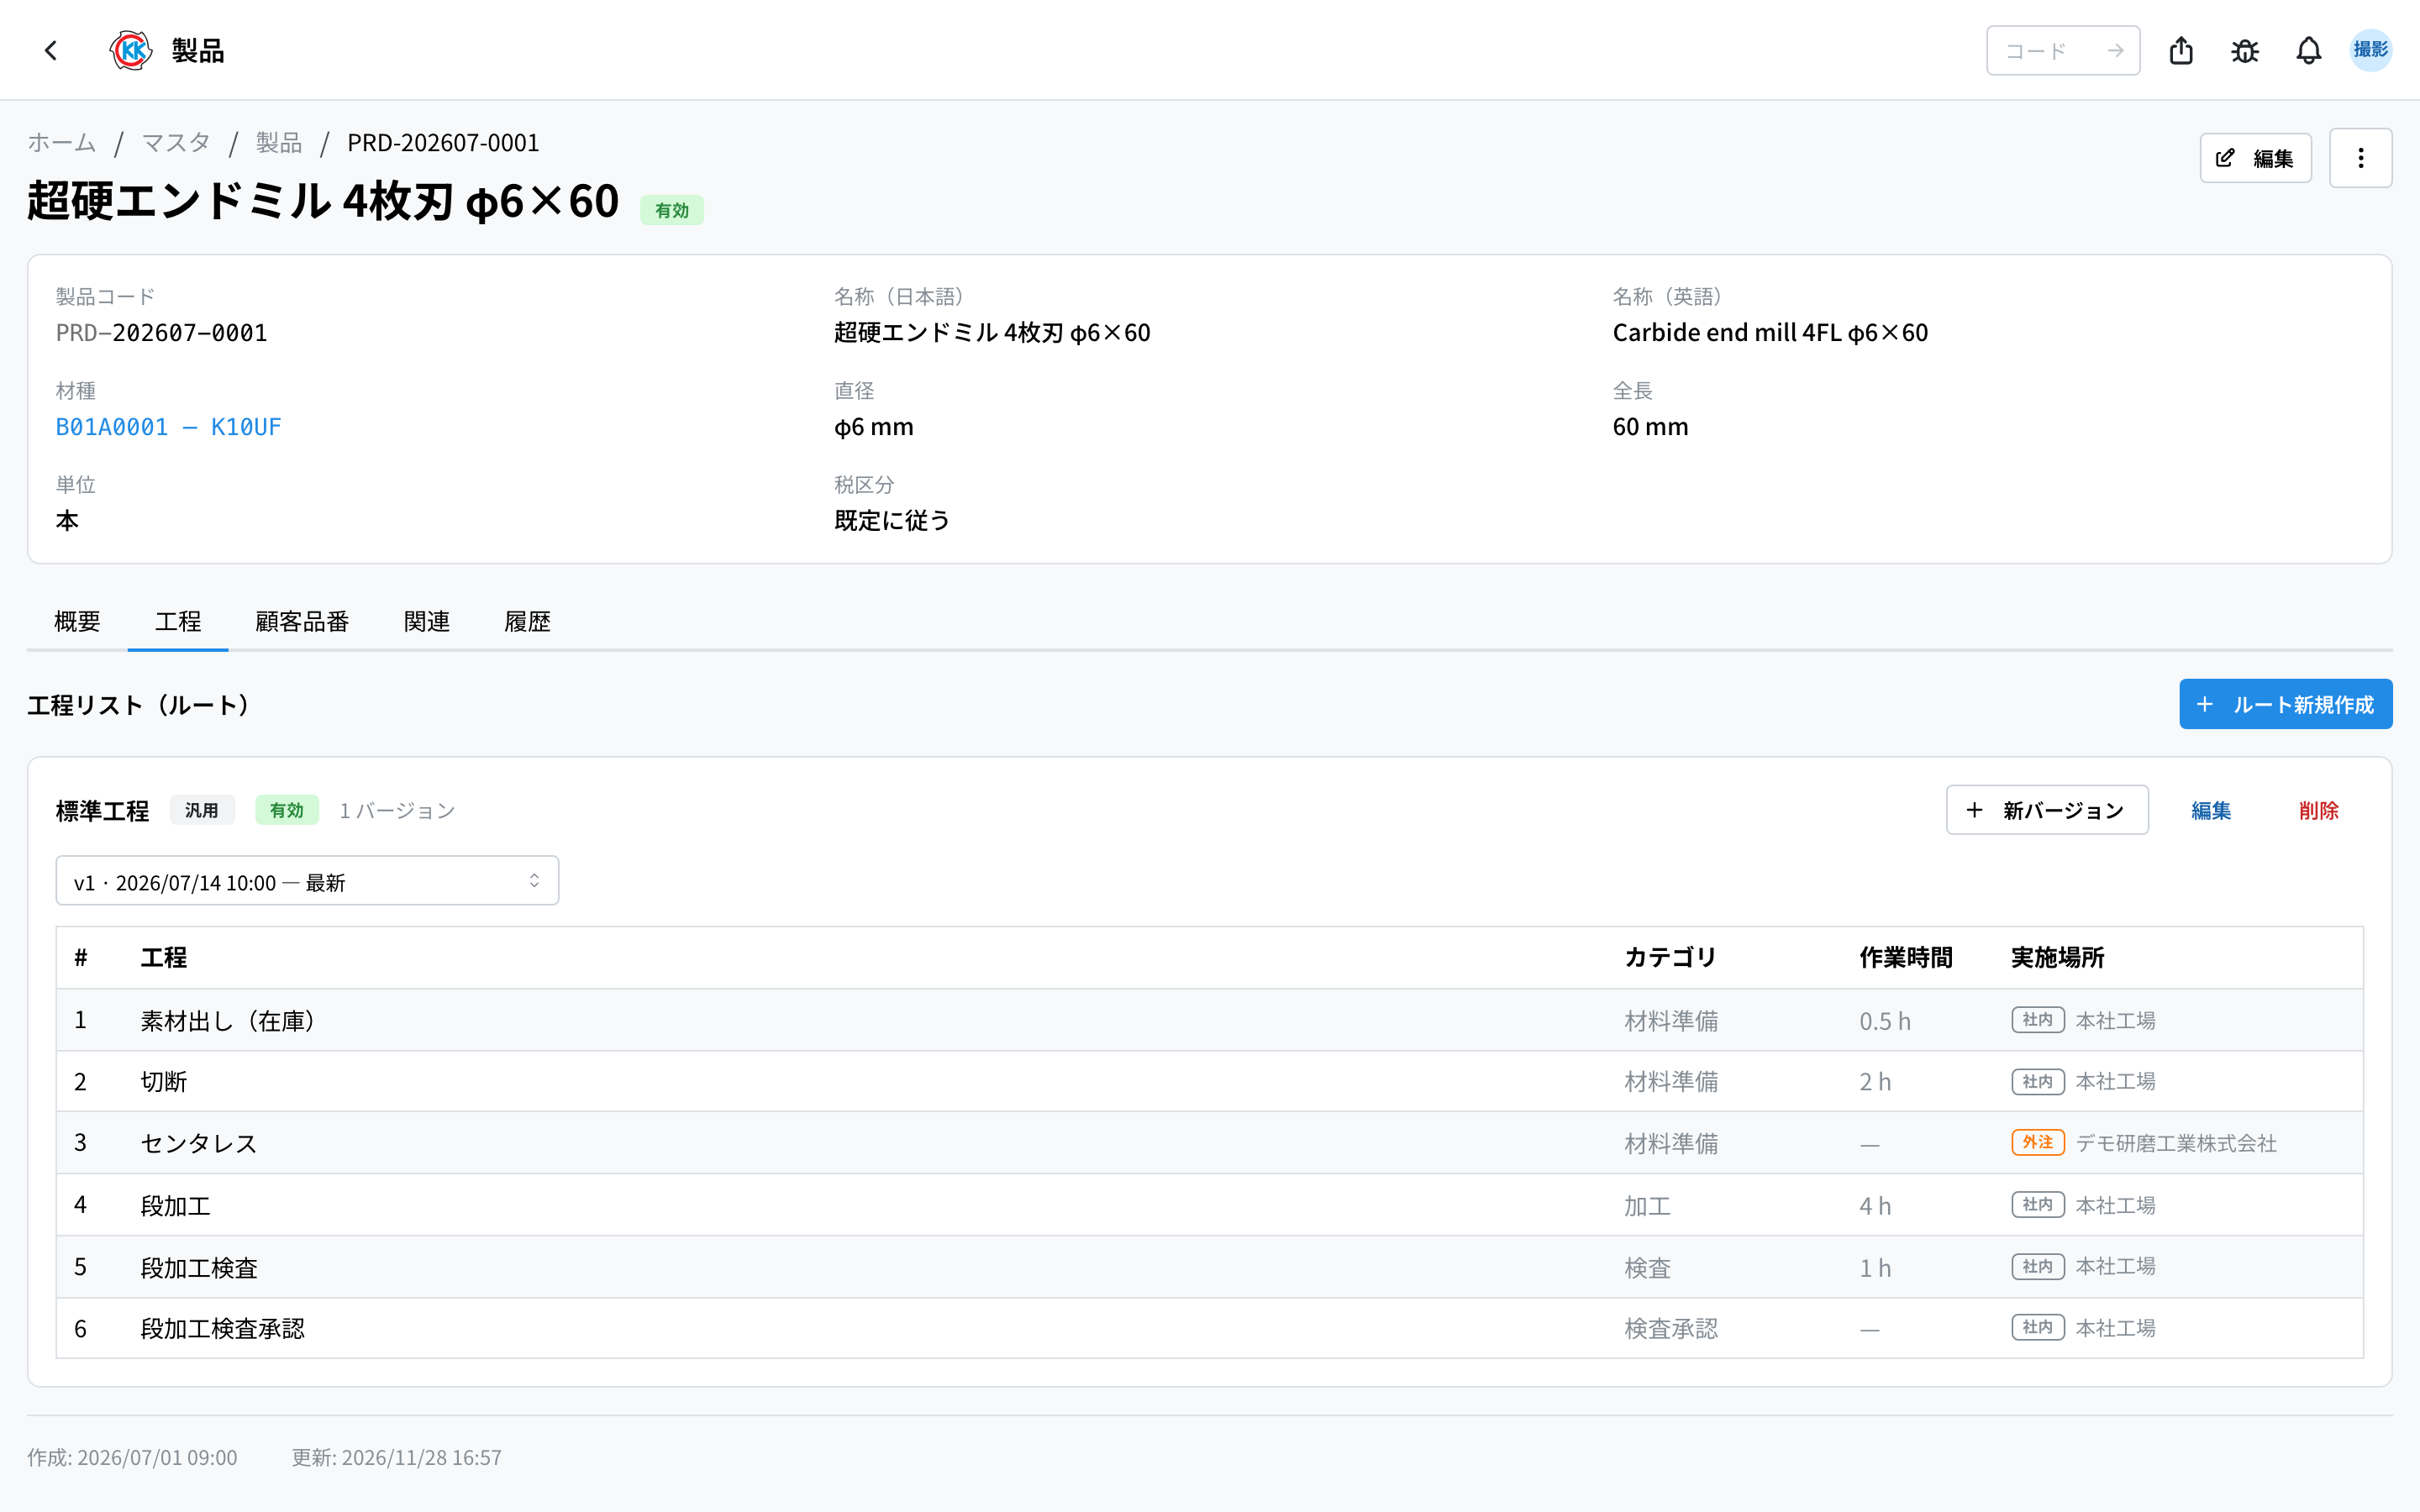 KK 製品
コード
撮影
ホーム / マスタ / 製品 / PRD-202607-0001
編集
超硬エンドミル 4枚刃 φ6×60 有効
製品コード 名称（日本語） 名称（英語）
PRD-202607-0001 超硬エンドミル 4枚刃 φ6×60 Carbide end mill 4FL φ6×60
材種 直径 全長
B01A0001 — K10UF φ6 mm 60 mm
単位 税区分
本 既定に従う
概要 工程 顧客品番 関連 履歴
工程リスト（ルート） + ルート新規作成
標準工程 汎用 有効 1 バージョン + 新バージョン 編集 削除
v1 · 2026/07/14 10:00 — 最新
# 工程 カテゴリ 作業時間 実施場所
1 素材出し（在庫） 材料準備 0.5 h 社内 本社工場
2 切断 材料準備 2 h 社内 本社工場
3 センタレス 材料準備 — 外注 デモ研磨工業株式会社
4 段加工 加工 4 h 社内 本社工場
5 段加工検査 検査 1 h 社内 本社工場
6 段加工検査承認 検査承認 — 社内 本社工場
作成: 2026/07/01 09:00 更新: 2026/11/28 16:57